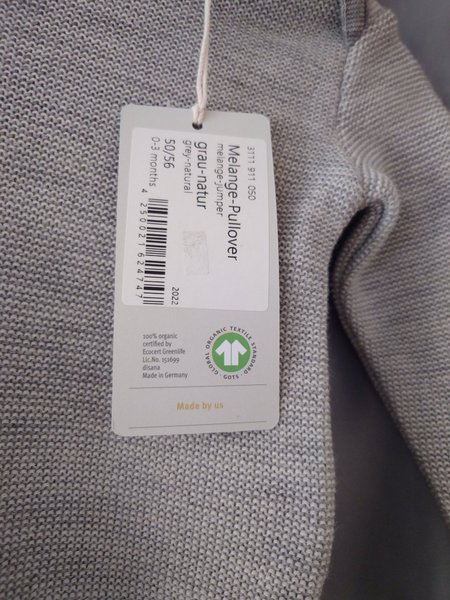 3111 911 050
Melange-Pullover
melange-jumper
grau-natur
grey-natural
50/56
0-3 months
2022
4 250021 624747
100% organic
certified by
Ecocert Greenlife
Lic.No. 151699
disana
Made in Germany
GLOBAL ORGANIC TEXTILE STANDARD
· GOTS ·
Made by us